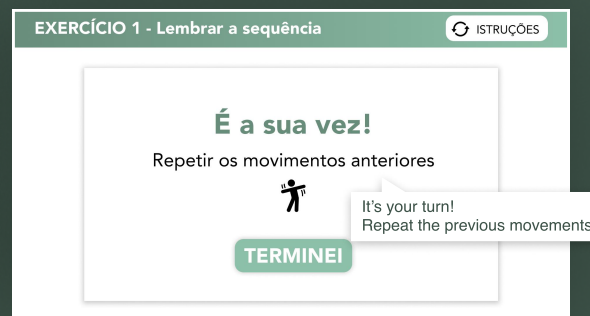 EXERCÍCIO 1 - Lembrar a sequência
ISTRUÇÕES
É a sua vez!
Repetir os movimentos anteriores
It's your turn!
Repeat the previous movements
TERMINEI